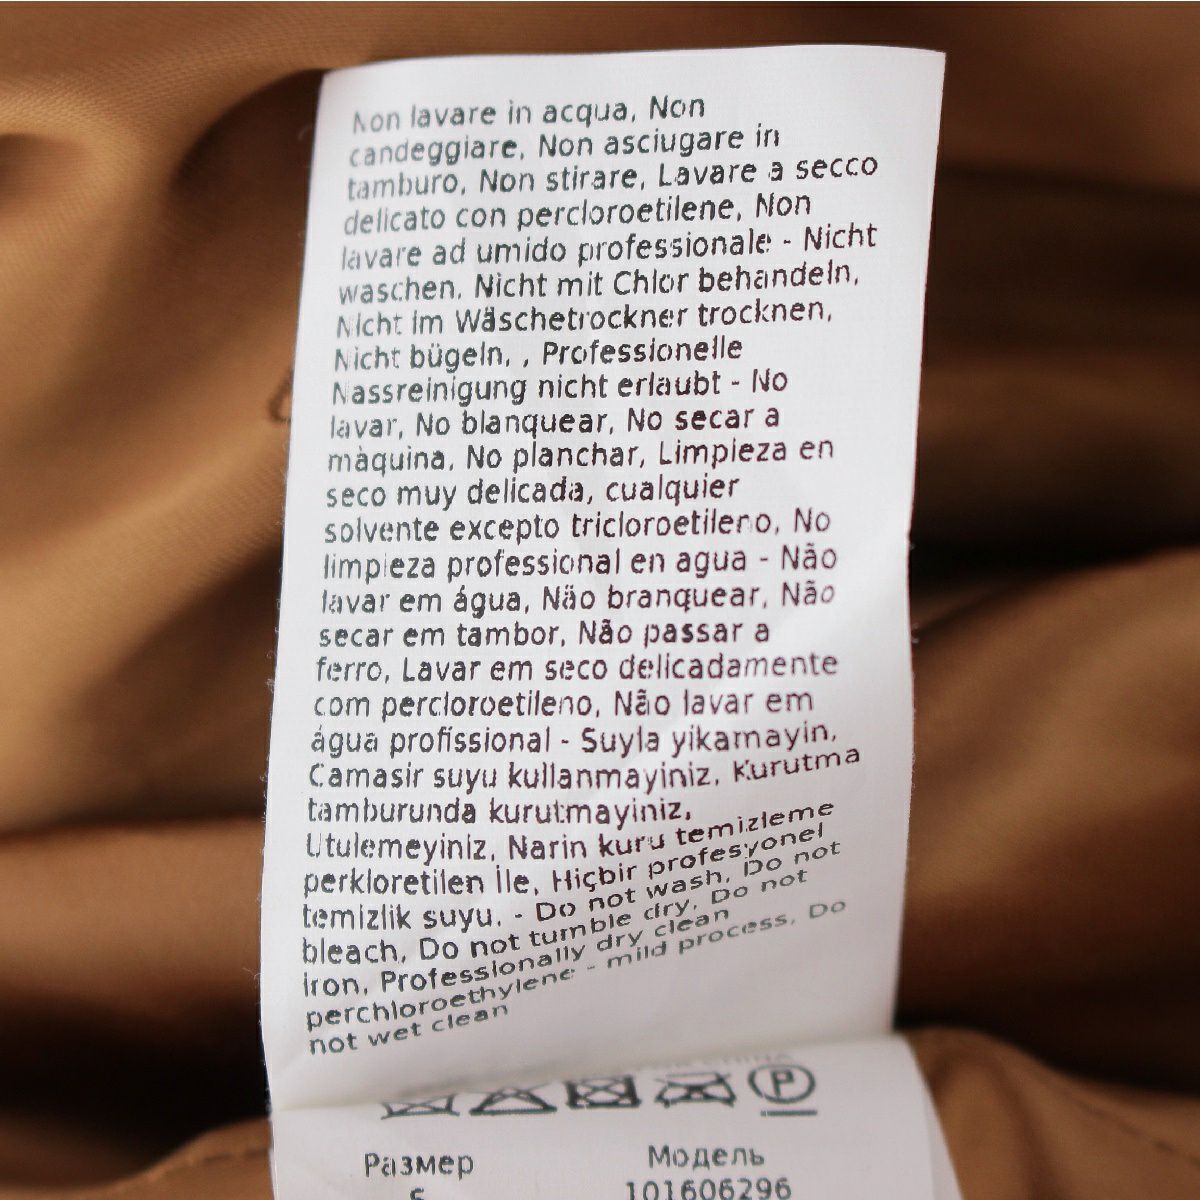 Non lavare in acqua, Non
candeggiare, Non asciugare in
tamburo, Non stirare, Lavare a secco
delicato con percloroetilene, Non
lavare ad umido professionale - Nicht
waschen, Nicht mit Chlor behandeln,
Nicht im Wäschetrockner trocknen,
Nicht bügeln, , Professionelle
Nassreinigung nicht erlaubt - No
lavar, No blanquear, No secar a
màquina, No planchar, Limpieza en
seco muy delicada, cualquier
solvente excepto tricloroetileno, No
limpieza professional en agua - Não
lavar em água, Não branquear, Não
secar em tambor, Não passar a
ferro, Lavar em seco delicadamente
com percloroetileno, Não lavar em
água profissional - Suyla yikamayin,
Camasir suyu kullanmayiniz, Kurutma
tamburunda kurutmayiniz,
Utulemeyiniz, Narin kuru temizleme
perkloretilen İle, Hiçbir profesyonel
temizlik suyu. - Do not wash, Do not
bleach, Do not tumble dry, Do not
iron, Professionally dry clean
perchloroethylene - mild process, Do
not wet clean
P
Размер Модель
S 101606296